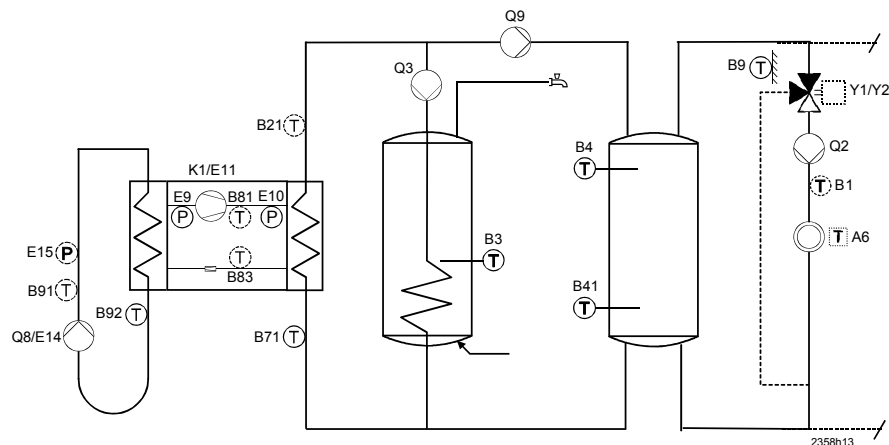 Q9
Q3
B9 T
Y1/Y2
B21 T
Q2
K1/E11
B4 T
T B1
E9 B81 E10
P T P
T A6
B3
T
E15 P
T
B83
B91 T
B41 T
B92 T
Q8/E14
B71 T
2358h13